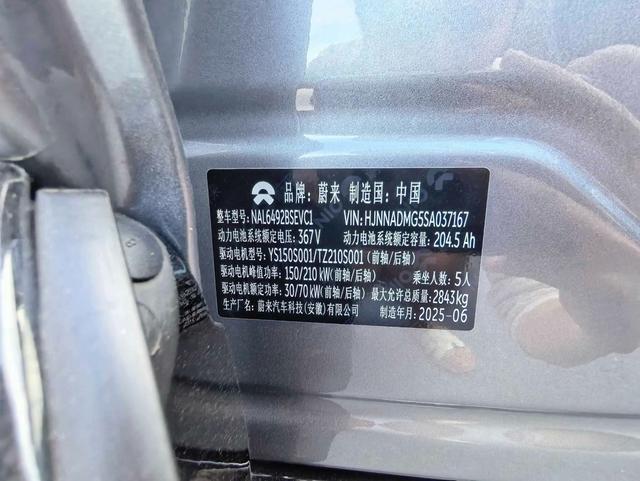 品牌: 蔚来 制造国: 中国
整车型号: NAL6492BSEVC1 VIN: HJNNADMG5SA037167
动力电池系统额定电压: 367V 动力电池系统额定容量: 204.5 Ah
驱动电机型号: YS150S001/TZ210S001 (前轴/后轴)
驱动电机峰值功率: 150/210 kW (前轴/后轴) 乘坐人数: 5人
驱动电机额定功率: 30/70 kW (前轴/后轴) 最大允许总质量: 2843kg
生产厂名: 蔚来汽车科技(安徽)有限公司 制造年月: 2025-06